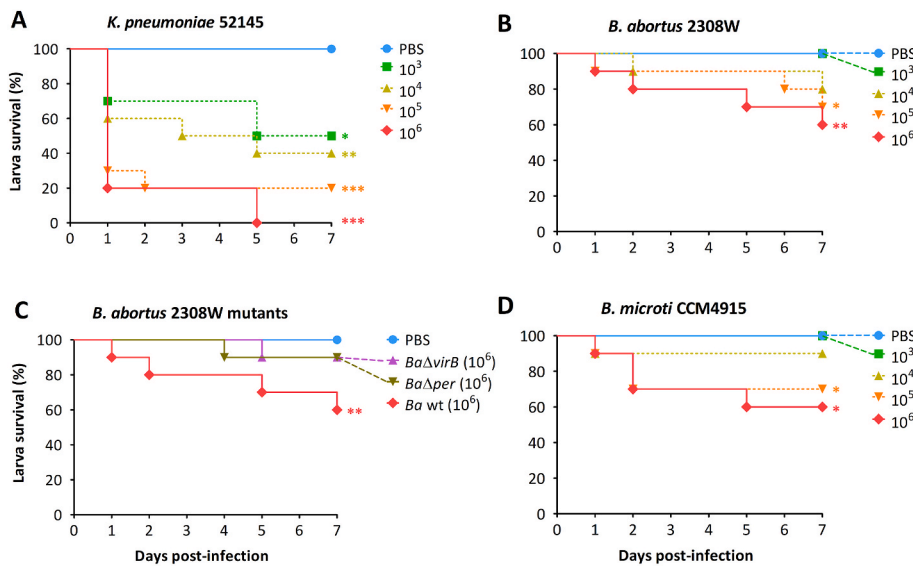 A
K. pneumoniae 52145
Larva survival (%)
100
80
60
40
20
0
0 1 2 3 4 5 6 7
PBS
10³
10⁴
10⁵
10⁶
*
**
***
***
B
B. abortus 2308W
100
80
60
40
20
0
0 1 2 3 4 5 6 7
PBS
10³
10⁴
10⁵
10⁶
*
**
C
B. abortus 2308W mutants
Larva survival (%)
100
80
60
40
20
0
0 1 2 3 4 5 6 7
Days post-infection
PBS
BaΔvirB (10⁶)
BaΔper (10⁶)
Ba wt (10⁶)
**
D
B. microti CCM4915
100
80
60
40
20
0
0 1 2 3 4 5 6 7
Days post-infection
PBS
10³
10⁴
10⁵
10⁶
*
*